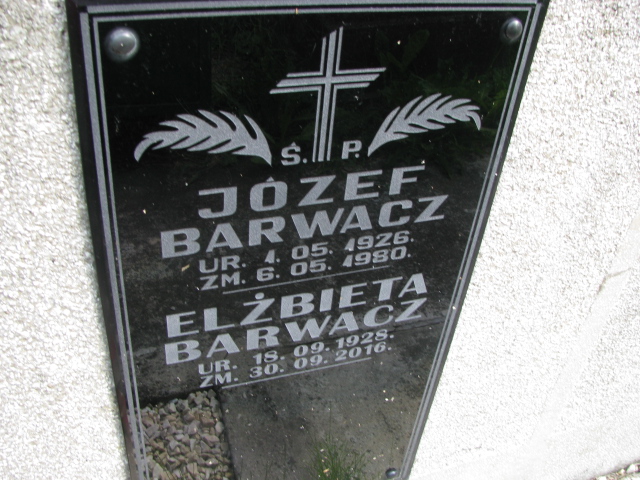 Ś. P.
JÓZEF
BARWACZ
UR. 1. 05. 1926.
ZM. 6. 05. 1980.
ELŻBIETA
BARWACZ
UR. 18. 09. 1928.
ZM. 30. 09. 2016.